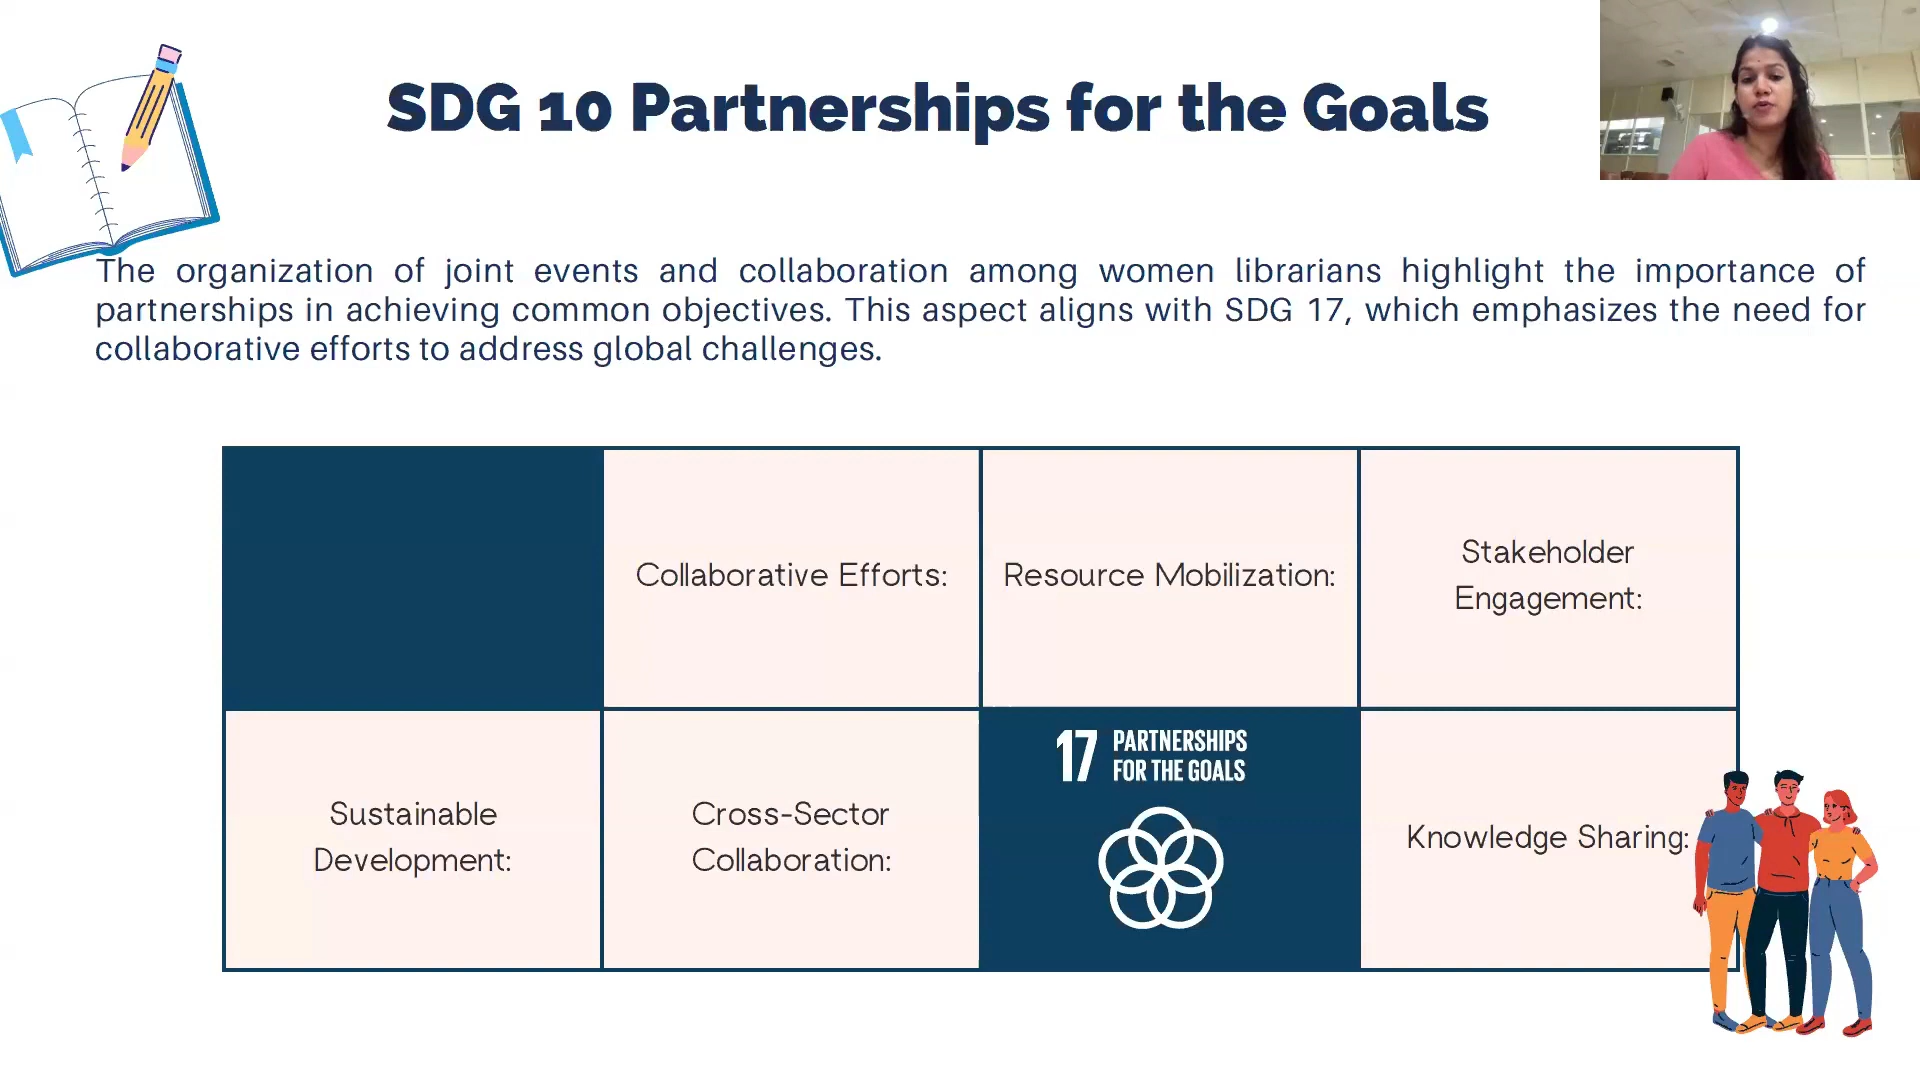 SDG 10 Partnerships for the Goals
The organization of joint events and collaboration among women librarians highlight the importance of
partnerships in achieving common objectives. This aspect aligns with SDG 17, which emphasizes the need for
collaborative efforts to address global challenges.
Collaborative Efforts:
Resource Mobilization:
Stakeholder
Engagement:
Sustainable
Development:
Cross-Sector
Collaboration:
17 PARTNERSHIPS
FOR THE GOALS
Knowledge Sharing: